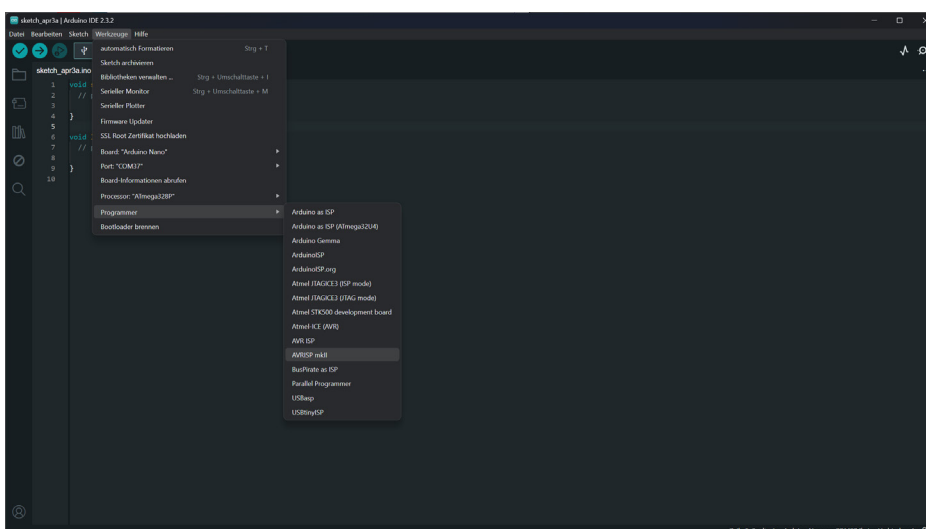 sketch_apr3a | Arduino IDE 2.3.2
Datei Bearbeiten Sketch Werkzeuge Hilfe
automatisch Formatieren Strg + T
Sketch archivieren
Bibliotheken verwalten ... Strg + Umschalttaste + I
Serieller Monitor Strg + Umschalttaste + M
Serieller Plotter
Firmware Updater
SSL Root Zertifikat hochladen
Board: "Arduino Nano"
Port: "COM37"
Board-Informationen abrufen
Processor: "ATmega328P"
Programmer
Bootloader brennen
Arduino as ISP
Arduino as ISP (ATmega32U4)
Arduino Gemma
ArduinoISP
ArduinoISP.org
Atmel JTAGICE3 (ISP mode)
Atmel JTAGICE3 (JTAG mode)
Atmel STK500 development board
Atmel-ICE (AVR)
AVR ISP
AVRISP mkII
BusPirate as ISP
Parallel Programmer
USBasp
USBtinyISP
sketch_apr3a.ino
1 void
2 //
3
4 }
5
6 void
7 //
8
9 }
10